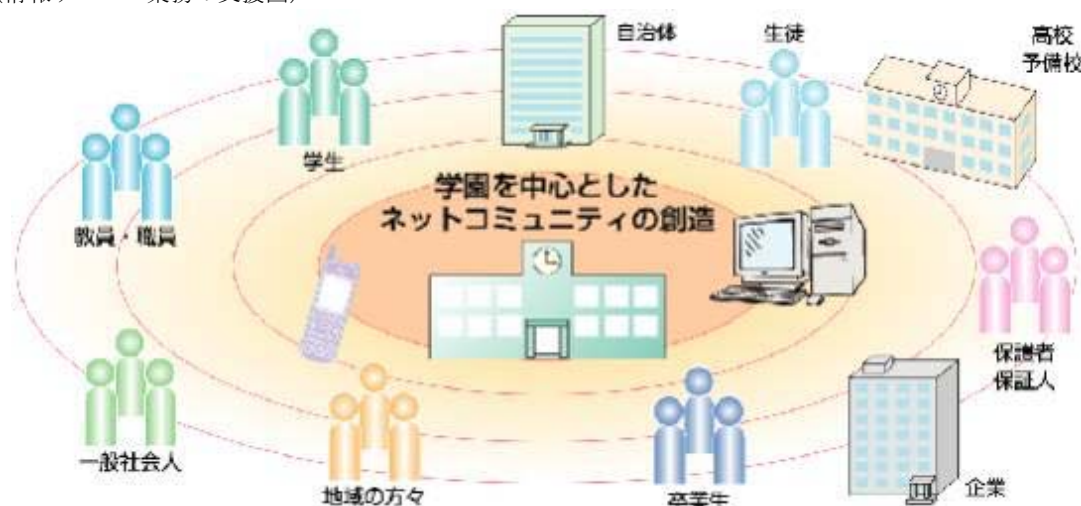 自治体
生徒
高校
予備校
学生
学園を中心とした
ネットコミュニティの創造
教員・職員
保護者
保証人
一般社会人
地域の方々
卒業生
企業